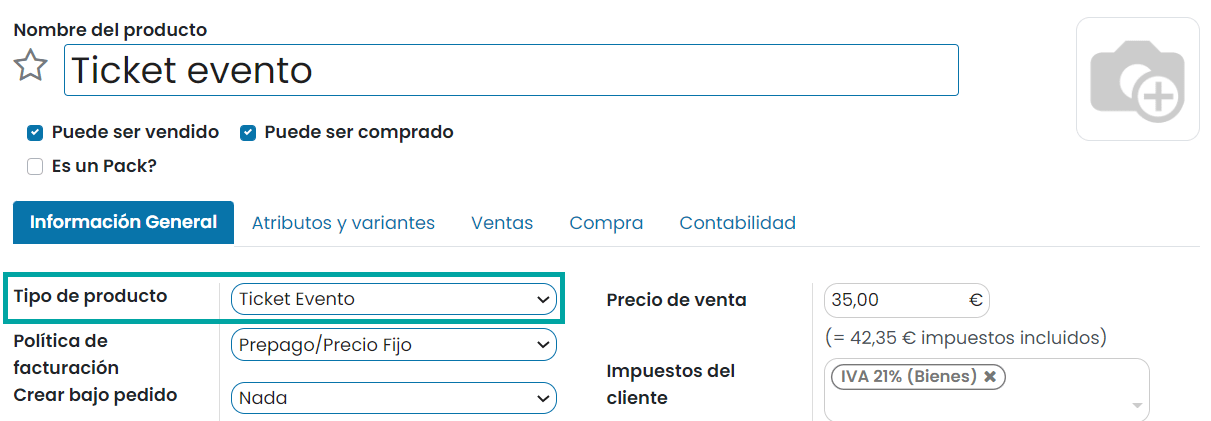 Nombre del producto
Ticket evento
Puede ser vendido Puede ser comprado
Es un Pack?
Información General Atributos y variantes Ventas Compra Contabilidad
Tipo de producto Ticket Evento Precio de venta 35,00 €
Política de facturación Prepago/Precio Fijo (= 42,35 € impuestos incluidos)
Crear bajo pedido Nada Impuestos del cliente IVA 21% (Bienes) ✖